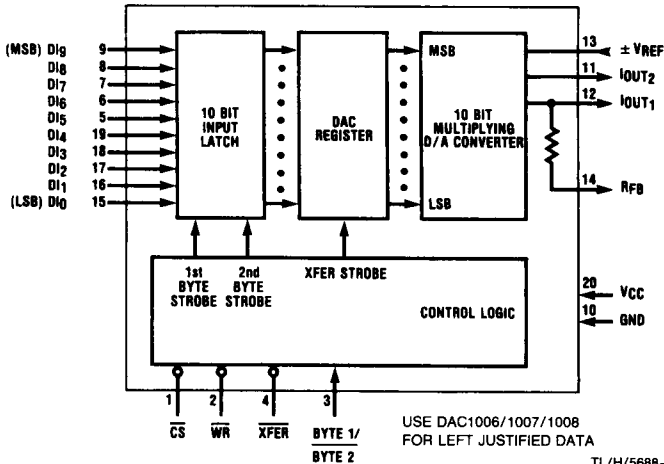 (MSB) DI9 9
DI8 8
DI7 7
DI6 6
DI5 5
DI4 19
DI3 18
DI2 17
DI1 16
(LSB) DI0 15
10 BIT
INPUT
LATCH
DAC
REGISTER
MSB
10 BIT
MULTIPLYING
D/A CONVERTER
LSB
13 ± VREF
11 IOUT2
12 IOUT1
14 RFB
1st
BYTE
STROBE
2nd
BYTE
STROBE
XFER STROBE
CONTROL LOGIC
20 VCC
10 GND
1 2 4 3
CS WR XFER BYTE 1/
BYTE 2
USE DAC1006/1007/1008
FOR LEFT JUSTIFIED DATA
TL/H/5688-